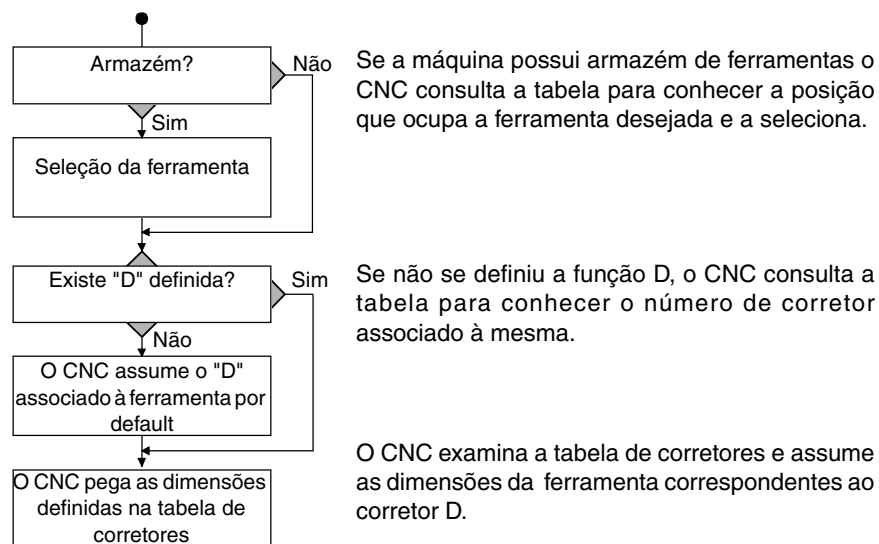 Armazém?
Não
Sim
Seleção da ferramenta
Se a máquina possui armazém de ferramentas o
CNC consulta a tabela para conhecer a posição
que ocupa a ferramenta desejada e a seleciona.
Existe "D" definida?
Sim
Não
O CNC assume o "D"
associado à ferramenta por
default
Se não se definiu a função D, o CNC consulta a
tabela para conhecer o número de corretor
associado à mesma.
O CNC pega as dimensões
definidas na tabela de
corretores
O CNC examina a tabela de corretores e assume
as dimensões da ferramenta correspondentes ao
corretor D.